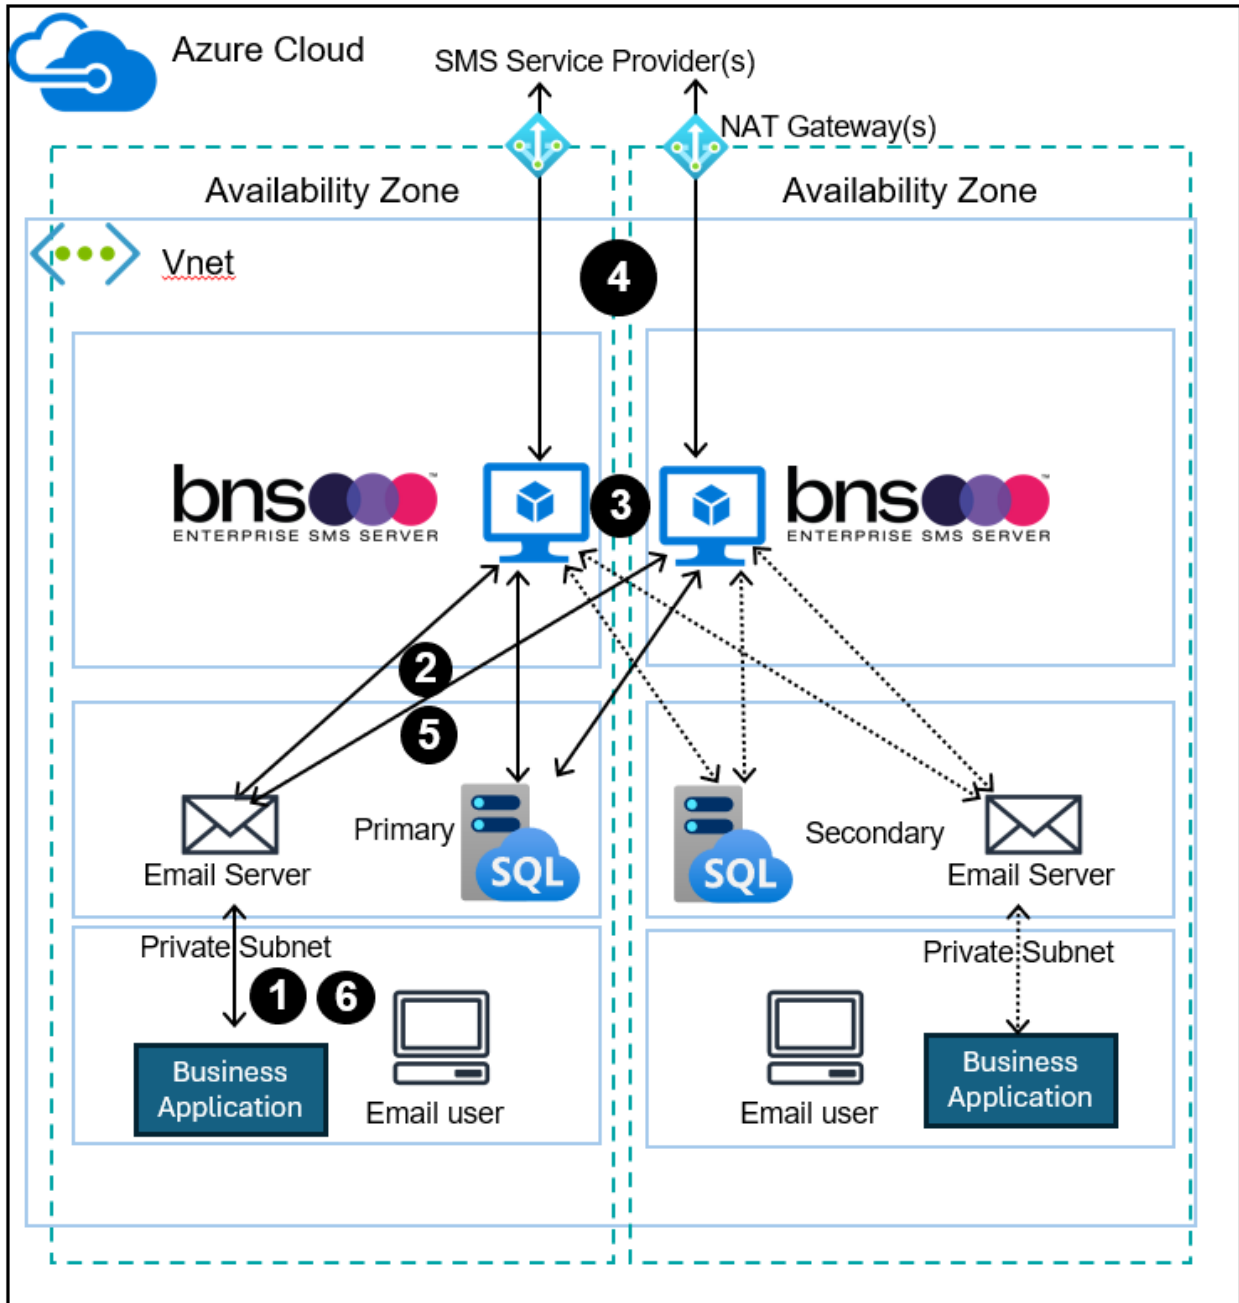 Azure Cloud
SMS Service Provider(s)
NAT Gateway(s)
Availability Zone
Availability Zone
Vnet
4
bns™
ENTERPRISE SMS SERVER
3
bns™
ENTERPRISE SMS SERVER
2
5
Primary
SQL
Email Server
SQL
Secondary
Email Server
Private Subnet
1
6
Business
Application
Email user
Private Subnet
Email user
Business
Application